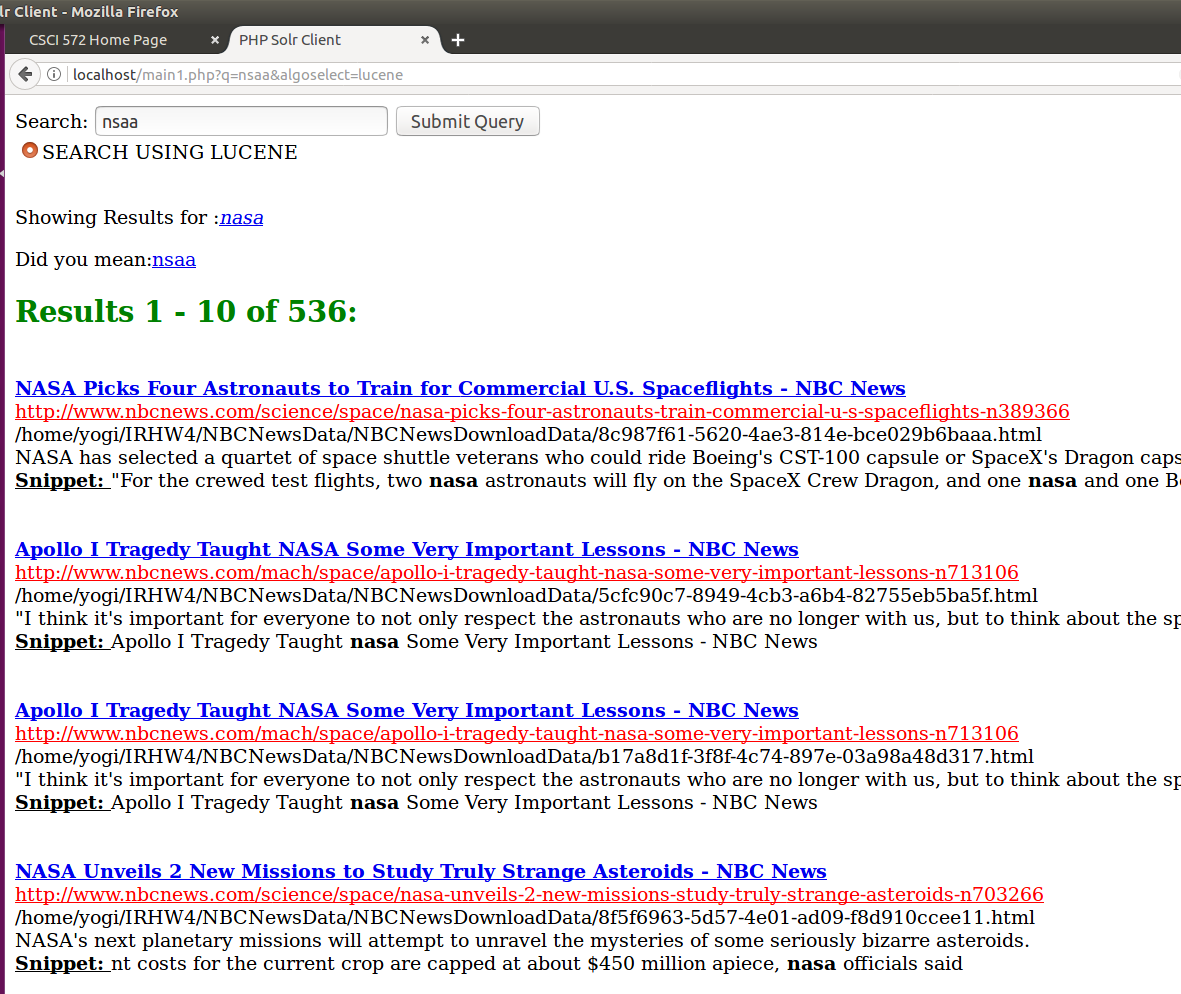 lr Client - Mozilla Firefox
CSCI 572 Home Page × PHP Solr Client × +
localhost/main1.php?q=nsaa&algoselect=lucene
Search: nsaa Submit Query
SEARCH USING LUCENE
Showing Results for :nasa
Did you mean:nsaa
Results 1 - 10 of 536:
NASA Picks Four Astronauts to Train for Commercial U.S. Spaceflights - NBC News
http://www.nbcnews.com/science/space/nasa-picks-four-astronauts-train-commercial-u-s-spaceflights-n389366
/home/yogi/IRHW4/NBCNewsData/NBCNewsDownloadData/8c987f61-5620-4ae3-814e-bce029b6baaa.html
NASA has selected a quartet of space shuttle veterans who could ride Boeing's CST-100 capsule or SpaceX's Dragon caps
Snippet: "For the crewed test flights, two nasa astronauts will fly on the SpaceX Crew Dragon, and one nasa and one B
Apollo I Tragedy Taught NASA Some Very Important Lessons - NBC News
http://www.nbcnews.com/mach/space/apollo-i-tragedy-taught-nasa-some-very-important-lessons-n713106
/home/yogi/IRHW4/NBCNewsData/NBCNewsDownloadData/5cfc90c7-8949-4cb3-a6b4-82755eb5ba5f.html
"I think it's important for everyone to not only respect the astronauts who are no longer with us, but to think about the sp
Snippet: Apollo I Tragedy Taught nasa Some Very Important Lessons - NBC News
Apollo I Tragedy Taught NASA Some Very Important Lessons - NBC News
http://www.nbcnews.com/mach/space/apollo-i-tragedy-taught-nasa-some-very-important-lessons-n713106
/home/yogi/IRHW4/NBCNewsData/NBCNewsDownloadData/b17a8d1f-3f8f-4c74-897e-03a98a48d317.html
"I think it's important for everyone to not only respect the astronauts who are no longer with us, but to think about the sp
Snippet: Apollo I Tragedy Taught nasa Some Very Important Lessons - NBC News
NASA Unveils 2 New Missions to Study Truly Strange Asteroids - NBC News
http://www.nbcnews.com/science/space/nasa-unveils-2-new-missions-study-truly-strange-asteroids-n703266
/home/yogi/IRHW4/NBCNewsData/NBCNewsDownloadData/8f5f6963-5d57-4e01-ad09-f8d910ccee11.html
NASA's next planetary missions will attempt to unravel the mysteries of some seriously bizarre asteroids.
Snippet: nt costs for the current crop are capped at about $450 million apiece, nasa officials said